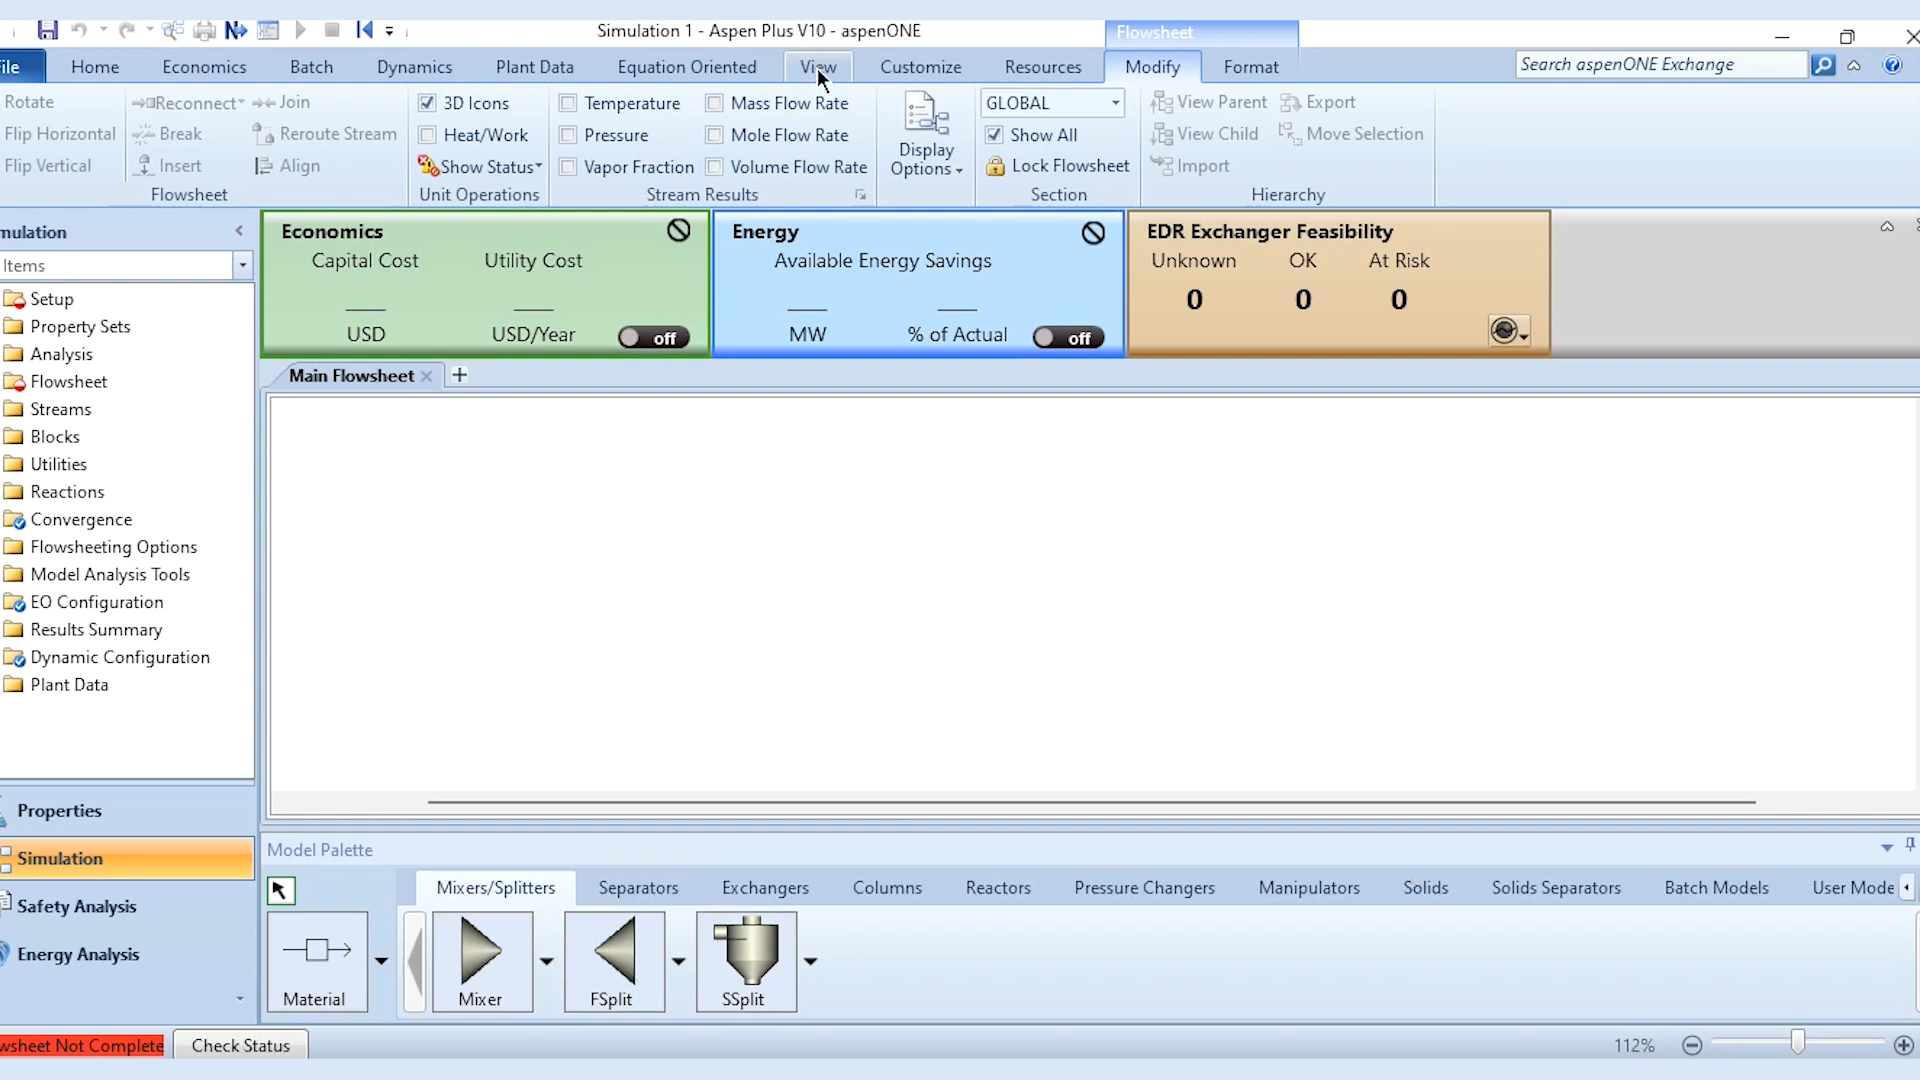 Simulation 1 - Aspen Plus V10 - aspenONE
Flowsheet
ile Home Economics Batch Dynamics Plant Data Equation Oriented View Customize Resources Modify Format Search aspenONE Exchange
Rotate Reconnect Join 3D Icons Temperature Mass Flow Rate GLOBAL View Parent Export
Flip Horizontal Break Reroute Stream Heat/Work Pressure Mole Flow Rate Display Options Show All View Child Move Selection
Flip Vertical Insert Align Show Status Vapor Fraction Volume Flow Rate Lock Flowsheet Import
Flowsheet Unit Operations Stream Results Section Hierarchy
mulation
Items
Setup
Property Sets
Analysis
Flowsheet
Streams
Blocks
Utilities
Reactions
Convergence
Flowsheeting Options
Model Analysis Tools
EO Configuration
Results Summary
Dynamic Configuration
Plant Data
Properties
Simulation
Safety Analysis
Energy Analysis
Economics
Capital Cost Utility Cost
USD USD/Year off
Energy
Available Energy Savings
MW % of Actual off
EDR Exchanger Feasibility
Unknown OK At Risk
0 0 0
Main Flowsheet
Model Palette
Mixers/Splitters Separators Exchangers Columns Reactors Pressure Changers Manipulators Solids Solids Separators Batch Models User Mode
Material Mixer FSplit SSplit
wsheet Not Complete Check Status 112%